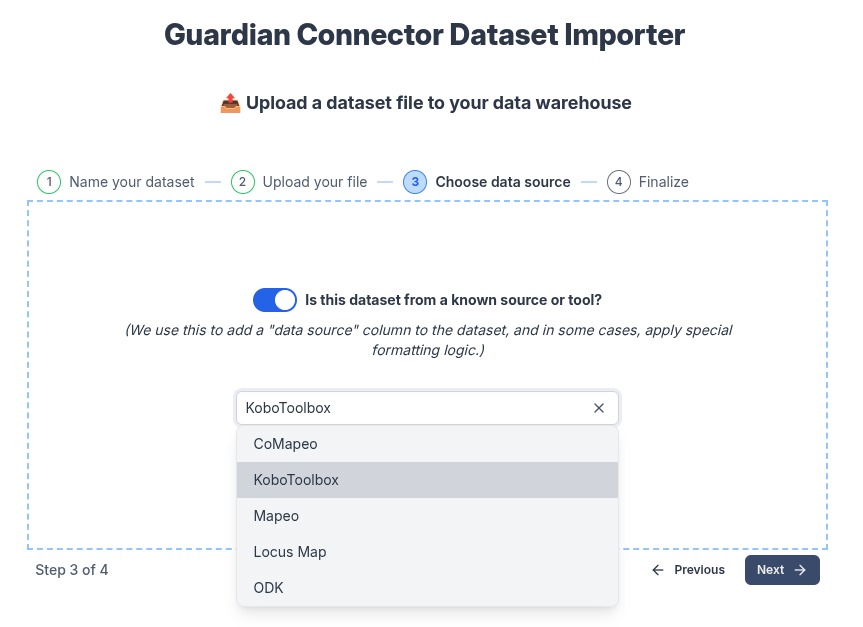 Guardian Connector Dataset Importer
📤 Upload a dataset file to your data warehouse
1 Name your dataset — 2 Upload your file — 3 Choose data source — 4 Finalize
Is this dataset from a known source or tool?
(We use this to add a "data source" column to the dataset, and in some cases, apply special
formatting logic.)
KoboToolbox
CoMapeo
KoboToolbox
Mapeo
Locus Map
ODK
Step 3 of 4
← Previous
Next →